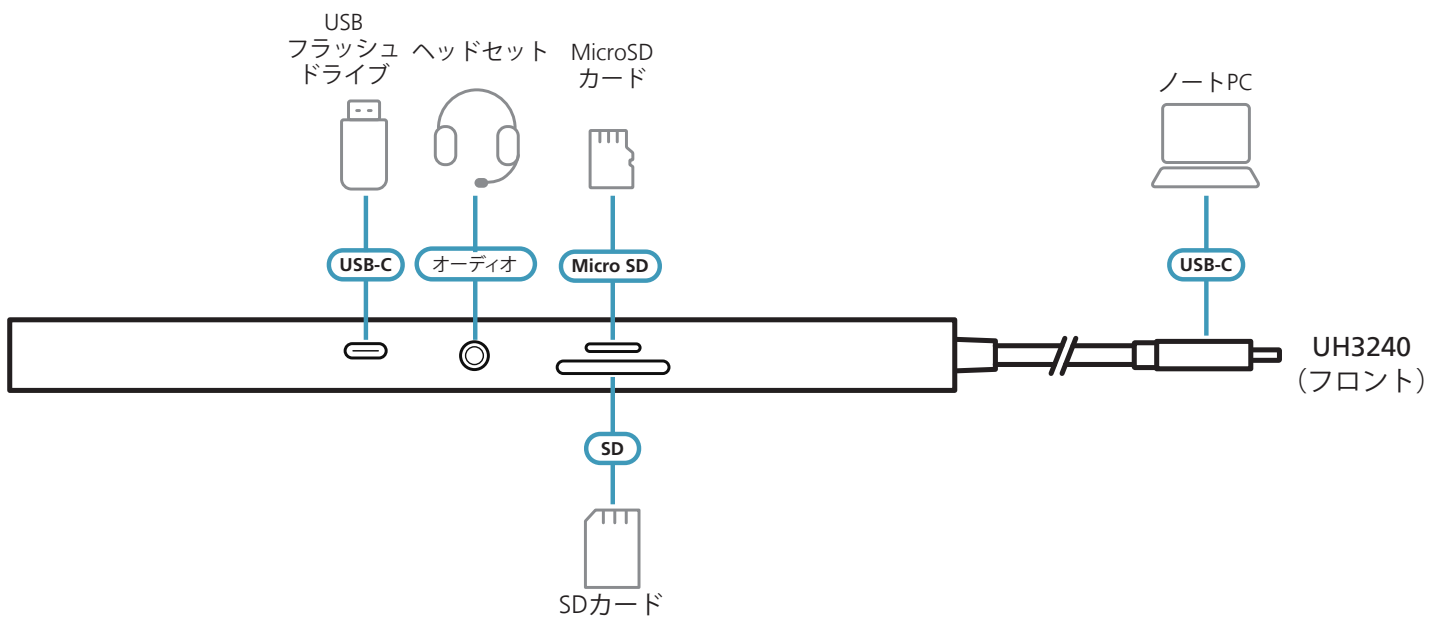 USB
フラッシュ
ドライブ
ヘッドセット
MicroSD
カード
ノートPC
USB-C
オーディオ
Micro SD
USB-C
UH3240
（フロント）
SD
SDカード